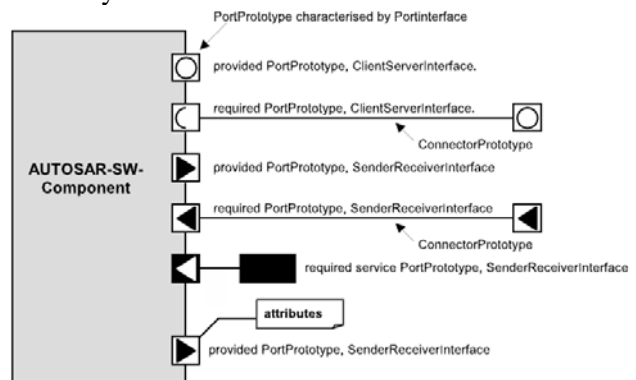 PortPrototype characterised by Portinterface
provided PortPrototype, ClientServerInterface.
required PortPrototype, ClientServerInterface.
ConnectorPrototype
AUTOSAR-SW-
Component
provided PortPrototype, SenderReceiverInterface
required PortPrototype, SenderReceiverInterface
ConnectorPrototype
required service PortPrototype, SenderReceiverInterface
attributes
provided PortPrototype, SenderReceiverInterface